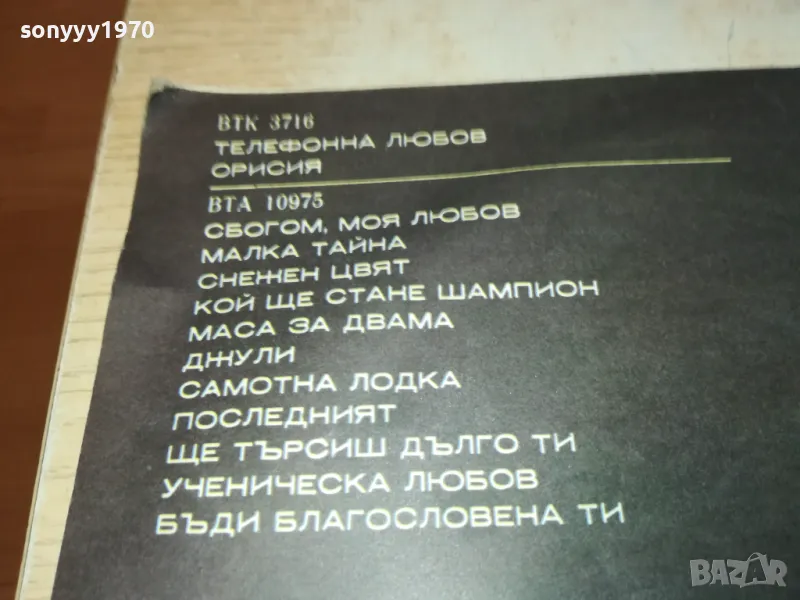 sonyyy1970
ВТК 3716
ТЕЛЕФОННА ЛЮБОВ
ОРИСИЯ
ВТА 10975
СБОГОМ, МОЯ ЛЮБОВ
МАЛКА ТАЙНА
СНЕЖЕН ЦВЯТ
КОЙ ЩЕ СТАНЕ ШАМПИОН
МАСА ЗА ДВАМА
ДЖУЛИ
САМОТНА ЛОДКА
ПОСЛЕДНИЯТ
ЩЕ ТЪРСИШ ДЪЛГО ТИ
УЧЕНИЧЕСКА ЛЮБОВ
БЪДИ БЛАГОСЛОВЕНА ТИ
BAZAR